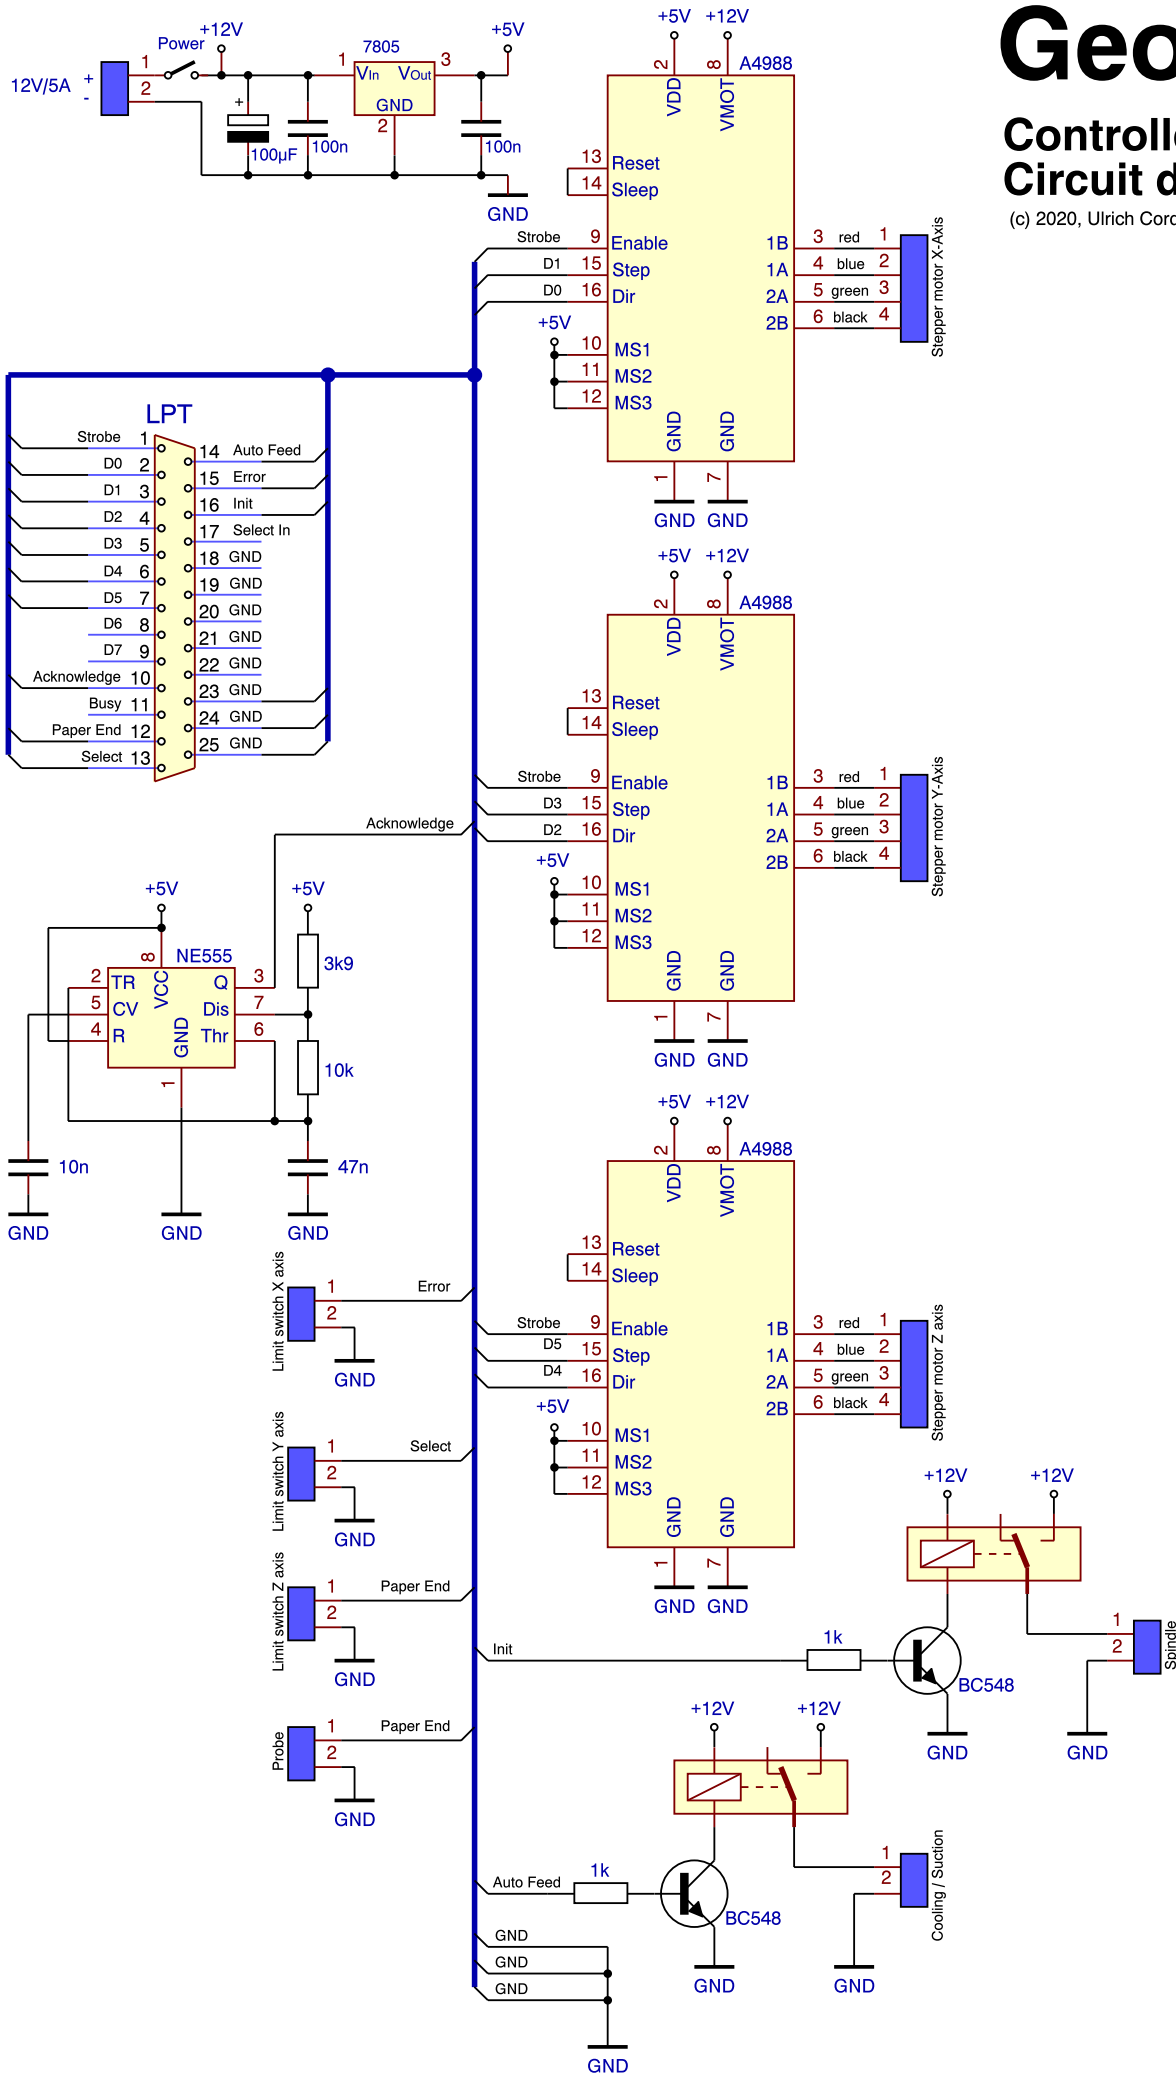 Geo
Controlle
Circuit d
(c) 2020, Ulrich Cord
12V/5A
+
-
1
2
Power
+12V
+
100µF
100n
7805
1
VIn
VOut
3
GND
2
+5V
100n
GND
+5V
+12V
2
8
A4988
VDD
VMOT
13
Reset
14
Sleep
Strobe
9
Enable
D1
15
Step
D0
16
Dir
+5V
10
MS1
11
MS2
12
MS3
1B
3
red
1
1A
4
blue
2
2A
5
green
3
2B
6
black
4
Stepper motor X-Axis
GND
GND
1
7
GND
GND
LPT
Strobe
1
D0
2
D1
3
D2
4
D3
5
D4
6
D5
7
D6
8
D7
9
Acknowledge
10
Busy
11
Paper End
12
Select
13
14
Auto Feed
15
Error
16
Init
17
Select In
18
GND
19
GND
20
GND
21
GND
22
GND
23
GND
24
GND
25
GND
+5V
+12V
2
8
A4988
VDD
VMOT
13
Reset
14
Sleep
Strobe
9
Enable
D3
15
Step
D2
16
Dir
+5V
10
MS1
11
MS2
12
MS3
1B
3
red
1
1A
4
blue
2
2A
5
green
3
2B
6
black
4
Stepper motor Y-Axis
GND
GND
1
7
GND
GND
Acknowledge
+5V
+5V
8
NE555
VCC
2
TR
5
CV
4
R
GND
1
Q
3
Dis
7
Thr
6
3k9
10k
10n
47n
GND
GND
GND
+5V
+12V
2
8
A4988
VDD
VMOT
13
Reset
14
Sleep
Strobe
9
Enable
D5
15
Step
D4
16
Dir
+5V
10
MS1
11
MS2
12
MS3
1B
3
red
1
1A
4
blue
2
2A
5
green
3
2B
6
black
4
Stepper motor Z axis
GND
GND
1
7
GND
GND
Limit switch X axis
1
2
Error
GND
Limit switch Y axis
1
2
Select
GND
Limit switch Z axis
1
2
Paper End
GND
Probe
1
2
Paper End
GND
+12V
+12V
Init
1k
BC548
GND
1
2
Spindle
GND
+12V
+12V
Auto Feed
1k
BC548
GND
1
2
Cooling / Suction
GND
GND
GND
GND
GND